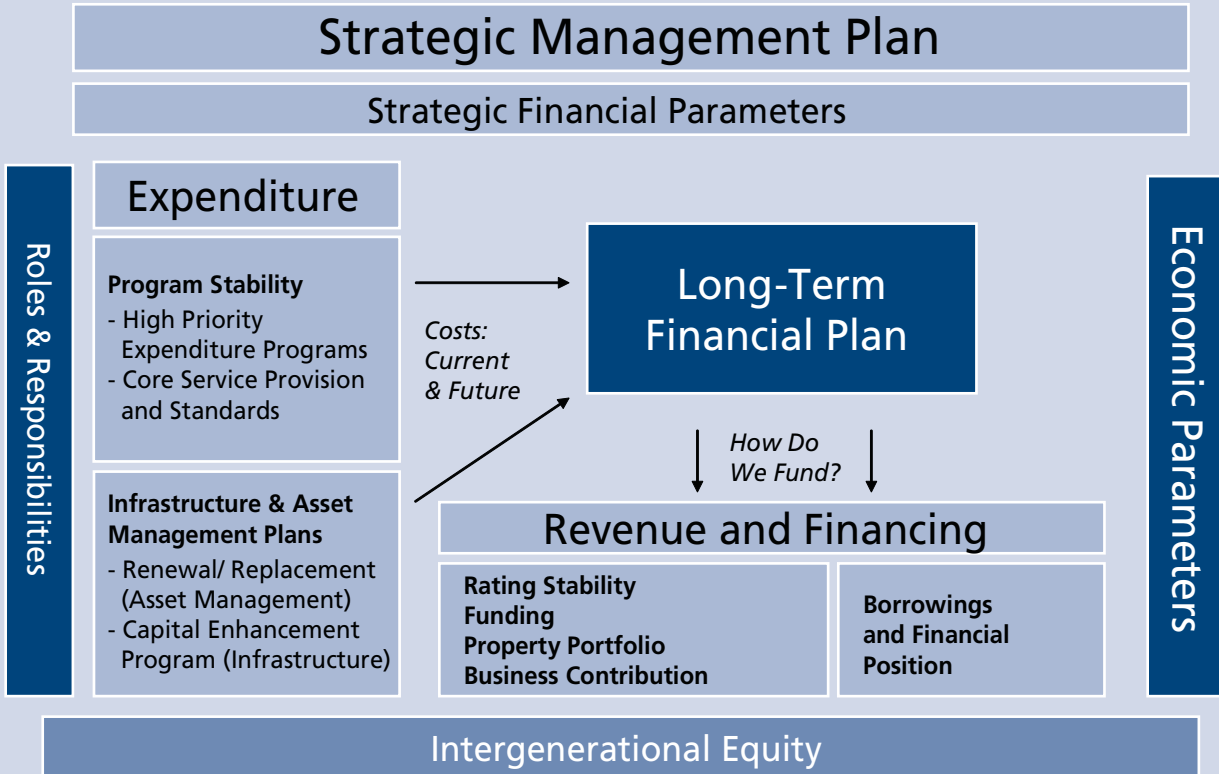 Strategic Management Plan
Strategic Financial Parameters
Roles & Responsibilities
Expenditure
Program Stability
- High Priority
Expenditure Programs
- Core Service Provision
and Standards
Infrastructure & Asset
Management Plans
- Renewal/ Replacement
(Asset Management)
- Capital Enhancement
Program (Infrastructure)
Costs:
Current
& Future
Long-Term
Financial Plan
How Do
We Fund?
Revenue and Financing
Rating Stability
Funding
Property Portfolio
Business Contribution
Borrowings
and Financial
Position
Economic Parameters
Intergenerational Equity